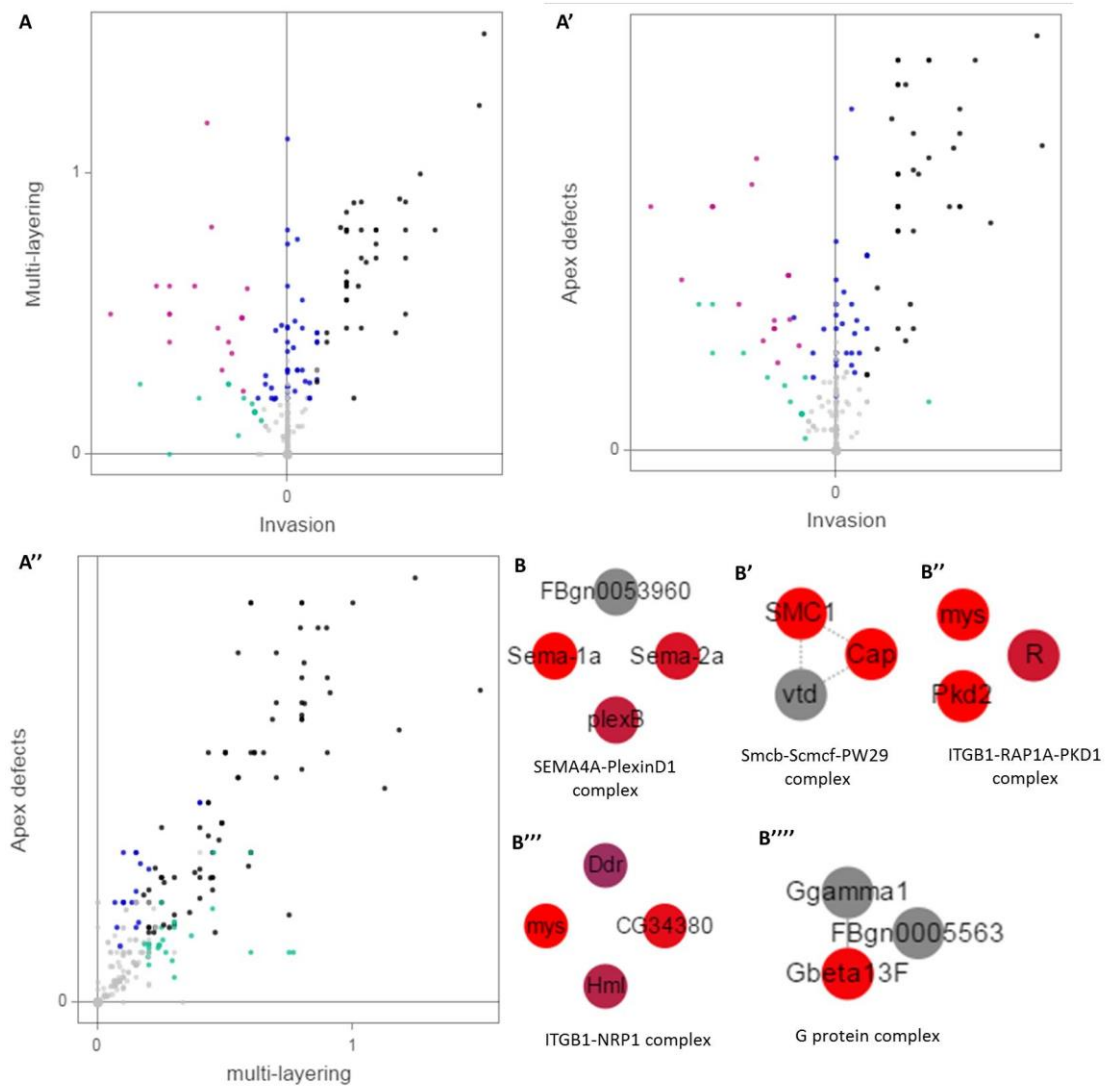 A
Multi-layering
1
0
0
Invasion
A’
Apex defects
0
0
Invasion
A’’
Apex defects
0
0
1
multi-layering
B
FBgn0053960
Sema-1a
Sema-2a
plexB
SEMA4A-PlexinD1
complex
B’
SMC1
Cap
vtd
Smcb-Scmcf-PW29
complex
B’’
mys
R
Pkd2
ITGB1-RAP1A-PKD1
complex
B’’’
Ddr
mys
CG34380
Hml
ITGB1-NRP1 complex
B’’’’
Ggamma1
FBgn0005563
Gbeta13F
G protein complex